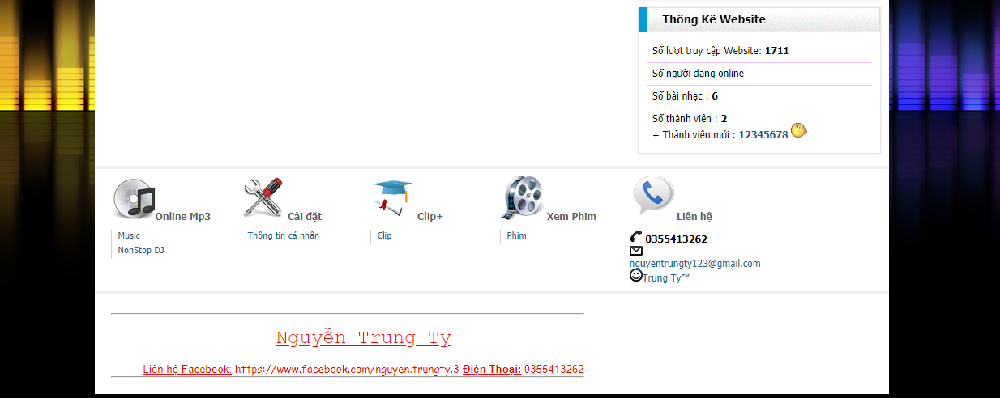 Thống Kê Website
Số lượt truy cập Website: 1711
Số người đang online
Số bài nhạc : 6
Số thành viên : 2
+ Thành viên mới : 12345678
Online Mp3
Music
NonStop DJ
Cài đặt
Thông tin cá nhân
Clip+
Clip
Xem Phim
Phim
Liên hệ
0355413262
nguyentrungty123@gmail.com
Trung Ty™
Nguyễn Trung Ty
Liên hệ Facebook: https://www.facebook.com/nguyen.trungty.3 Điện Thoại: 0355413262